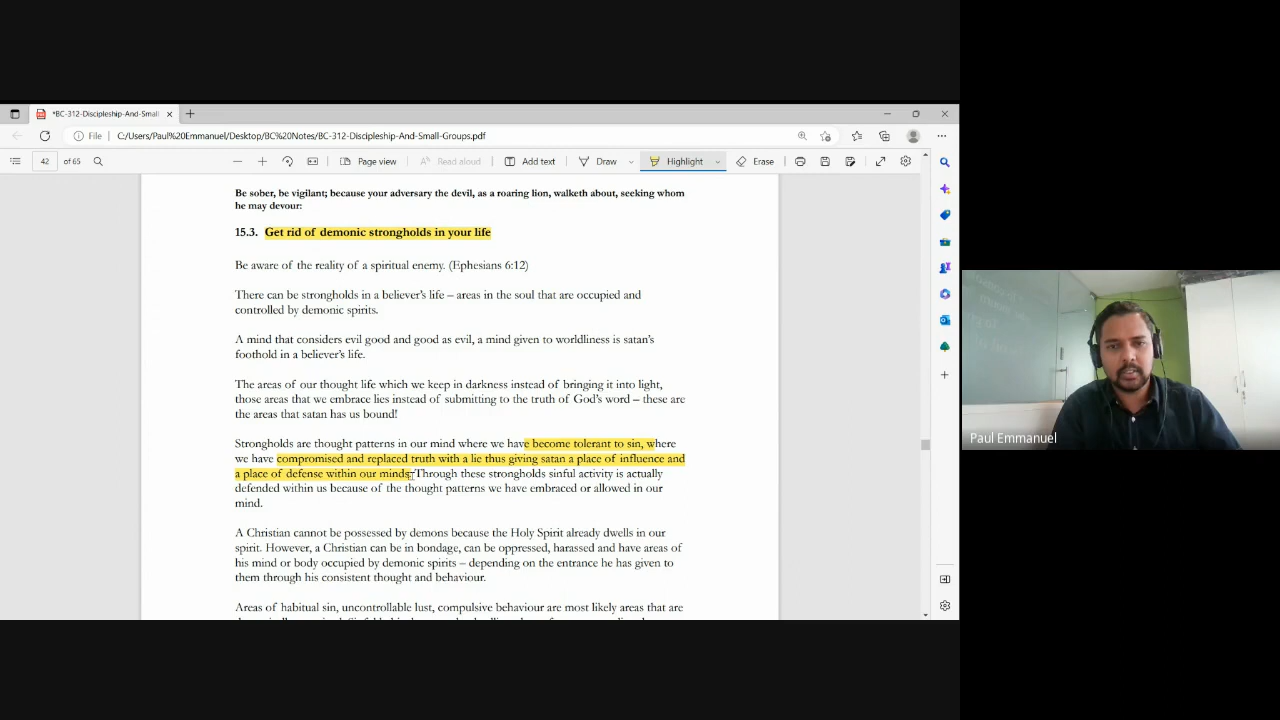 *BC-312-Discipleship-And-Small
File
C:/Users/Paul%20Emmanuel/Desktop/BC%20Notes/BC-312-Discipleship-And-Small-Groups.pdf
42 of 65
Page view
Read aloud
Add text
Draw
Highlight
Erase
Be sober, be vigilant; because your adversary the devil, as a roaring lion, walketh about, seeking whom
he may devour:
15.3. Get rid of demonic strongholds in your life
Be aware of the reality of a spiritual enemy. (Ephesians 6:12)
There can be strongholds in a believer's life – areas in the soul that are occupied and
controlled by demonic spirits.
A mind that considers evil good and good as evil, a mind given to worldliness is satan's
foothold in a believer's life.
The areas of our thought life which we keep in darkness instead of bringing it into light,
those areas that we embrace lies instead of submitting to the truth of God's word – these are
the areas that satan has us bound!
Strongholds are thought patterns in our mind where we have become tolerant to sin, where
we have compromised and replaced truth with a lie thus giving satan a place of influence and
a place of defense within our minds. Through these strongholds sinful activity is actually
defended within us because of the thought patterns we have embraced or allowed in our
mind.
A Christian cannot be possessed by demons because the Holy Spirit already dwells in our
spirit. However, a Christian can be in bondage, can be oppressed, harassed and have areas of
his mind or body occupied by demonic spirits – depending on the entrance he has given to
them through his consistent thought and behaviour.
Areas of habitual sin, uncontrollable lust, compulsive behaviour are most likely areas that are
Paul Emmanuel